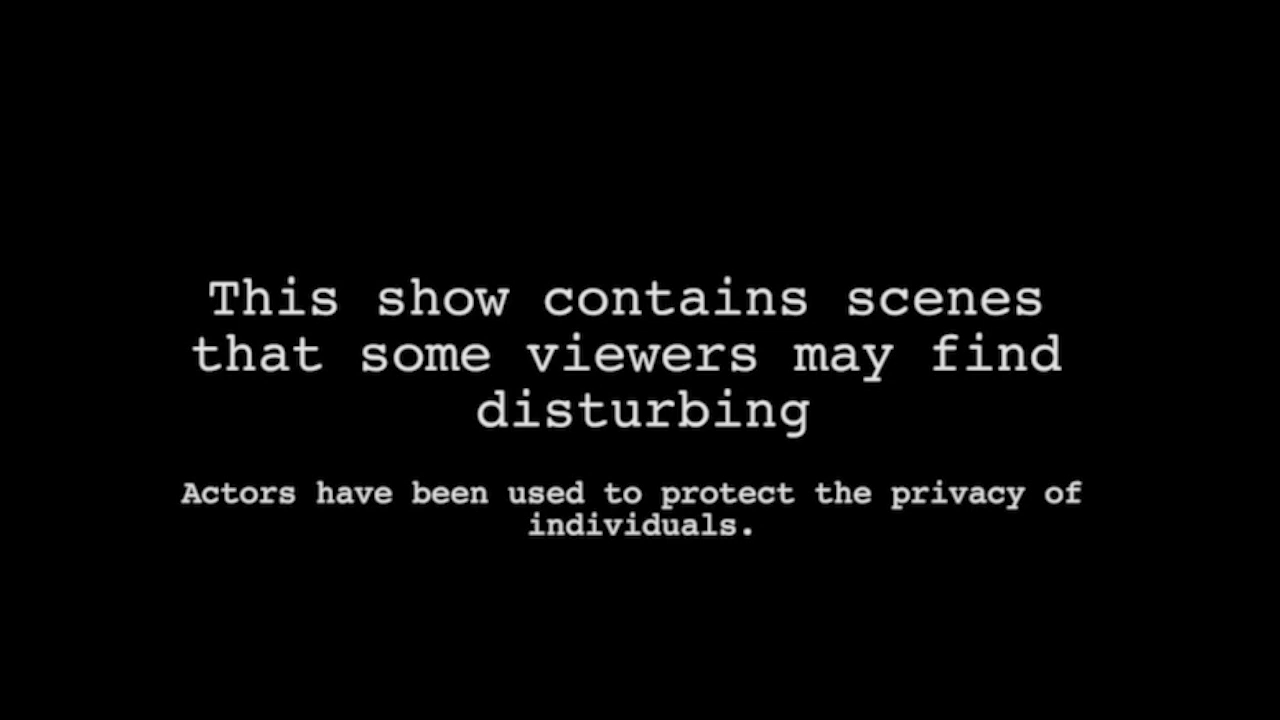 This show contains scenes
that some viewers may find
disturbing
Actors have been used to protect the privacy of
individuals.